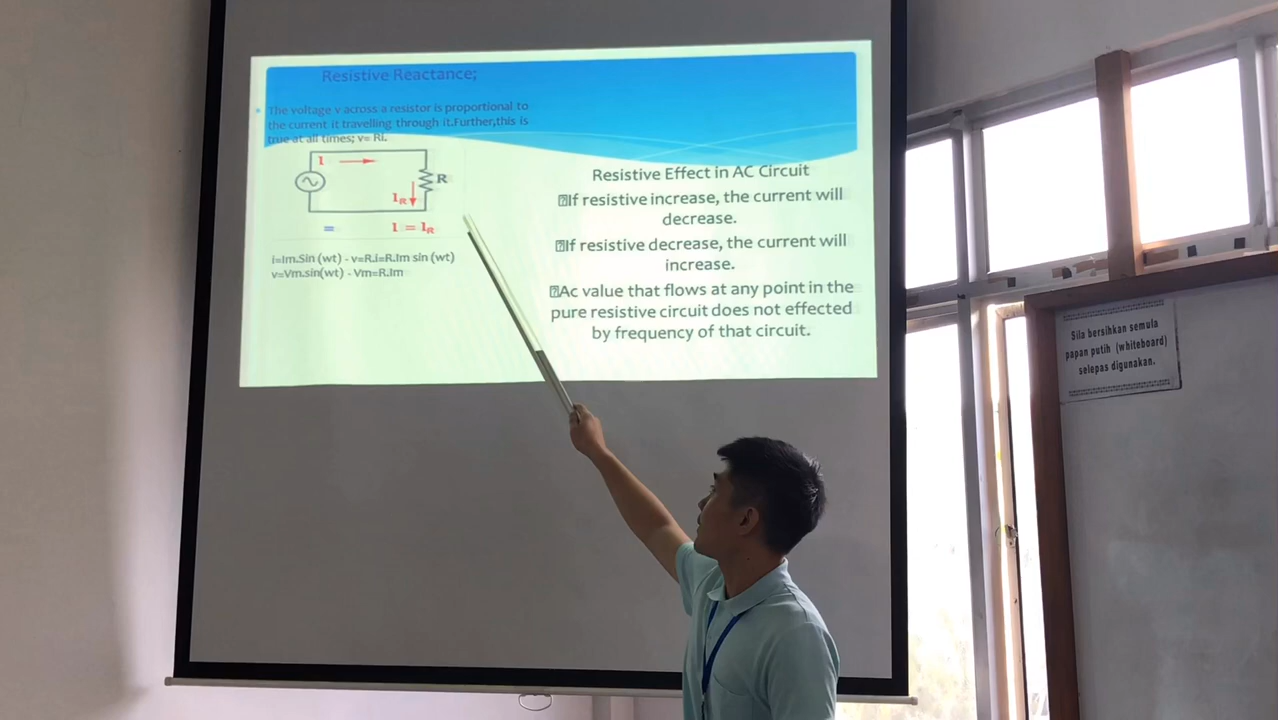 Resistive Reactance;
The voltage v across a resistor is proportional to
the current it travelling through it.Further,this is
true at all times; v= Ri.
I
R
IR
= I = IR
i=Im.Sin (wt) - v=R.i=R.Im sin (wt)
v=Vm.sin(wt) - Vm=R.Im
Resistive Effect in AC Circuit
If resistive increase, the current will
decrease.
If resistive decrease, the current will
increase.
Ac value that flows at any point in the
pure resistive circuit does not effected
by frequency of that circuit.
Sila bersihkan semula
papan putih (whiteboard)
selepas digunakan.